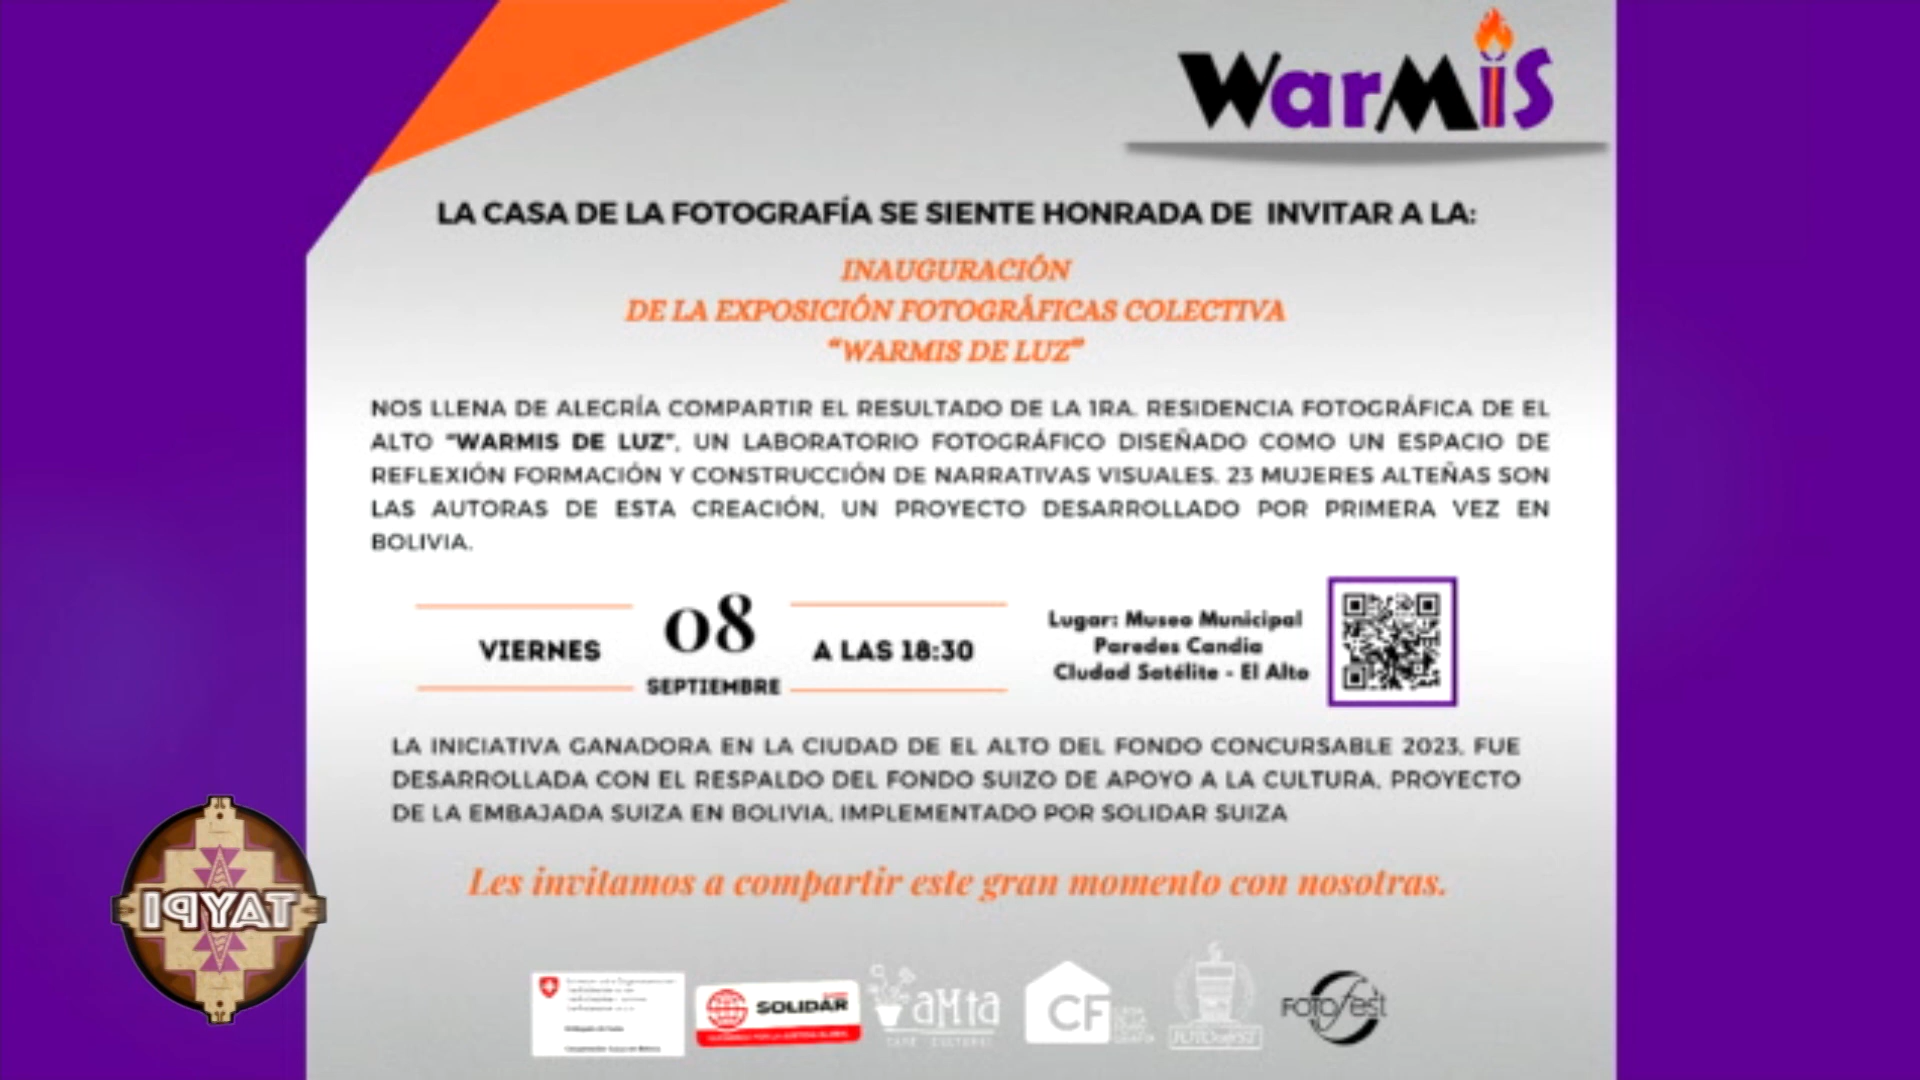 WarMiS
LA CASA DE LA FOTOGRAFÍA SE SIENTE HONRADA DE INVITAR A LA:
INAUGURACIÓN
DE LA EXPOSICIÓN FOTOGRÁFICAS COLECTIVA
"WARMIS DE LUZ"
NOS LLENA DE ALEGRÍA COMPARTIR EL RESULTADO DE LA 1RA. RESIDENCIA FOTOGRÁFICA DE EL
ALTO "WARMIS DE LUZ", UN LABORATORIO FOTOGRÁFICO DISEÑADO COMO UN ESPACIO DE
REFLEXIÓN FORMACIÓN Y CONSTRUCCIÓN DE NARRATIVAS VISUALES. 23 MUJERES ALTEÑAS SON
LAS AUTORAS DE ESTA CREACIÓN, UN PROYECTO DESARROLLADO POR PRIMERA VEZ EN
BOLIVIA.
VIERNES
08
SEPTIEMBRE
A LAS 18:30
Lugar: Museo Municipal
Paredes Candia
Ciudad Satélite - El Alto
LA INICIATIVA GANADORA EN LA CIUDAD DE EL ALTO DEL FONDO CONCURSABLE 2023, FUE
DESARROLLADA CON EL RESPALDO DEL FONDO SUIZO DE APOYO A LA CULTURA, PROYECTO
DE LA EMBAJADA SUIZA EN BOLIVIA, IMPLEMENTADO POR SOLIDAR SUIZA
Les invitamos a compartir este gran momento con nosotras.
TAYPI
SOLIDAR
aMta
CAFÉ CULTURAL
CF
FOTOfest